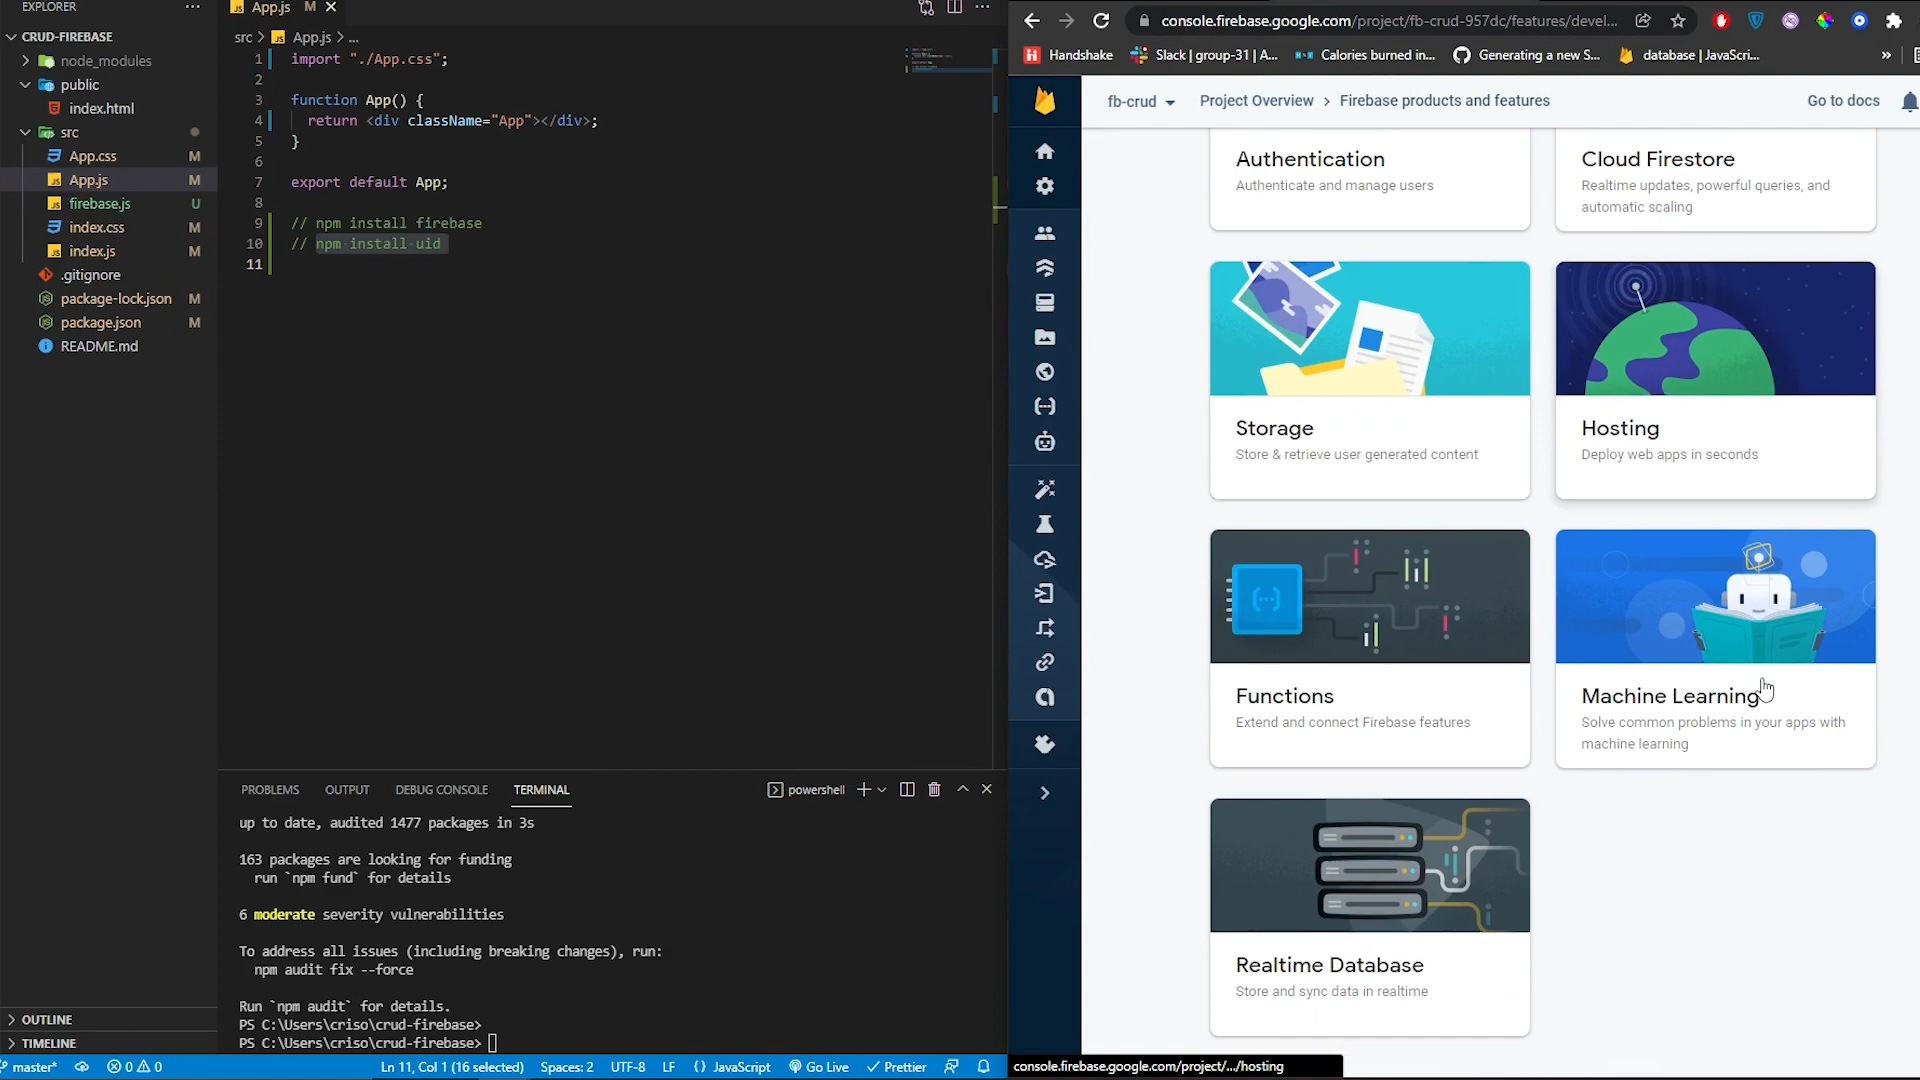 EXPLORER
CRUD-FIREBASE
node_modules
public
index.html
src
App.css M
App.js M
firebase.js U
index.css M
index.js M
.gitignore
package-lock.json M
package.json M
README.md
OUTLINE
TIMELINE
App.js M
src > App.js > ...
1 import "./App.css";
2
3 function App() {
4 return <div className="App"></div>;
5 }
6
7 export default App;
8
9 // npm install firebase
10 // npm install uid
11
PROBLEMS OUTPUT DEBUG CONSOLE TERMINAL powershell
up to date, audited 1477 packages in 3s
163 packages are looking for funding
run `npm fund` for details
6 moderate severity vulnerabilities
To address all issues (including breaking changes), run:
npm audit fix --force
Run `npm audit` for details.
PS C:\Users\criso\crud-firebase>
PS C:\Users\criso\crud-firebase>
master* 0 0 Ln 11, Col 1 (16 selected) Spaces: 2 UTF-8 LF {} JavaScript Go Live Prettier
console.firebase.google.com/project/fb-crud-957dc/features/devel...
Handshake Slack | group-31 | A... Calories burned in... Generating a new S... database | JavaScri... »
fb-crud Project Overview > Firebase products and features Go to docs
Authentication
Authenticate and manage users
Cloud Firestore
Realtime updates, powerful queries, and
automatic scaling
Storage
Store & retrieve user generated content
Hosting
Deploy web apps in seconds
Functions
Extend and connect Firebase features
Machine Learning
Solve common problems in your apps with
machine learning
Realtime Database
Store and sync data in realtime
console.firebase.google.com/project/.../hosting